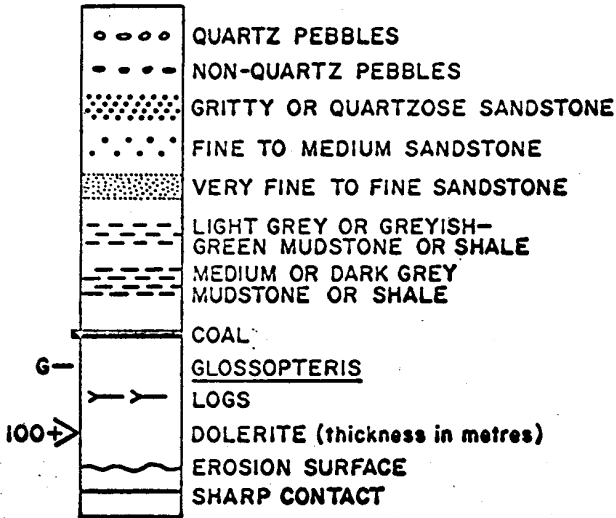 QUARTZ PEBBLES
NON-QUARTZ PEBBLES
GRITTY OR QUARTZOSE SANDSTONE
FINE TO MEDIUM SANDSTONE
VERY FINE TO FINE SANDSTONE
LIGHT GREY OR GREYISH-
GREEN MUDSTONE OR SHALE
MEDIUM OR DARK GREY
MUDSTONE OR SHALE
COAL
G GLOSSOPTERIS
LOGS
100+ DOLERITE (thickness in metres)
EROSION SURFACE
SHARP CONTACT